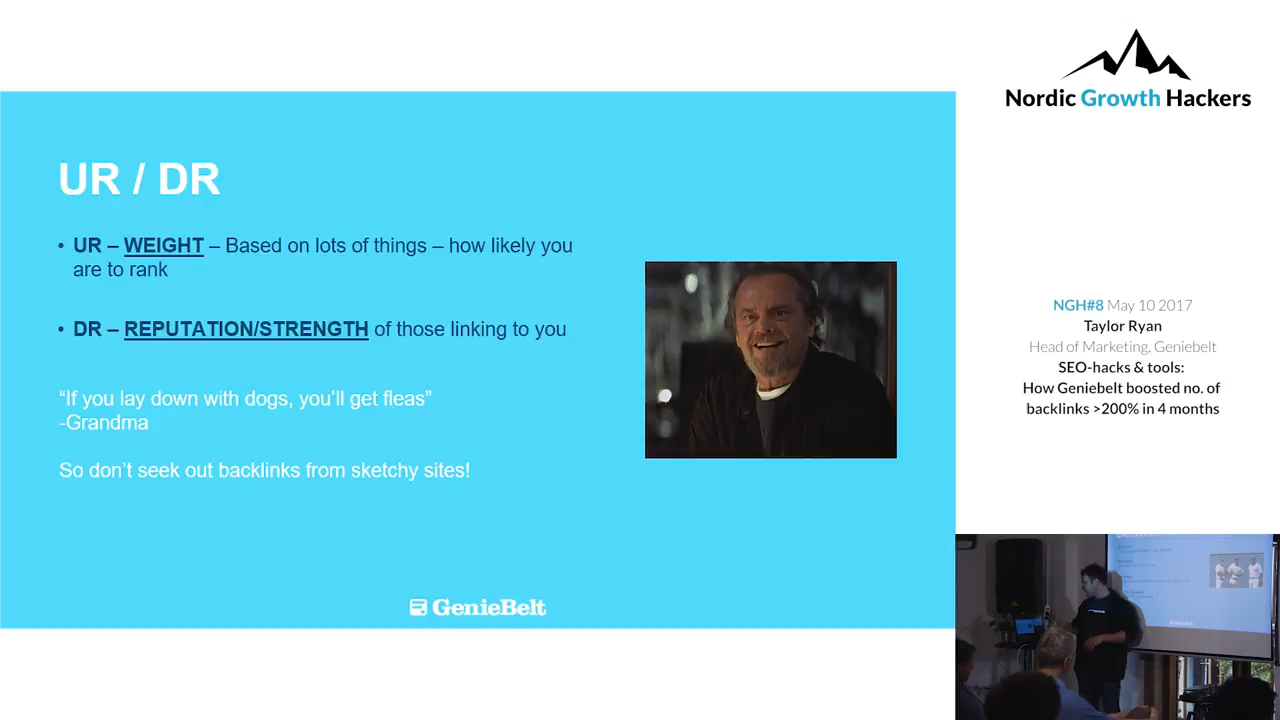 Nordic Growth Hackers
UR / DR
• UR – WEIGHT – Based on lots of things – how likely you
are to rank
• DR – REPUTATION/STRENGTH of those linking to you
“If you lay down with dogs, you’ll get fleas”
-Grandma
So don’t seek out backlinks from sketchy sites!
GenieBelt
NGH#8 May 10 2017
Taylor Ryan
Head of Marketing, Geniebelt
SEO-hacks & tools:
How Geniebelt boosted no. of
backlinks >200% in 4 months